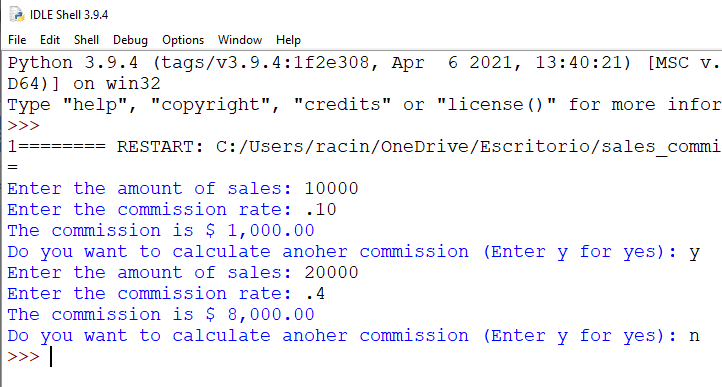 IDLE Shell 3.9.4
File Edit Shell Debug Options Window Help
Python 3.9.4 (tags/v3.9.4:1f2e308, Apr  6 2021, 13:40:21) [MSC v.
D64)] on win32
Type "help", "copyright", "credits" or "license()" for more infor
>>>
1======== RESTART: C:/Users/racin/OneDrive/Escritorio/sales_commi
=
Enter the amount of sales: 10000
Enter the commission rate: .10
The commission is $ 1,000.00
Do you want to calculate anoher commission (Enter y for yes): y
Enter the amount of sales: 20000
Enter the commission rate: .4
The commission is $ 8,000.00
Do you want to calculate anoher commission (Enter y for yes): n
>>>